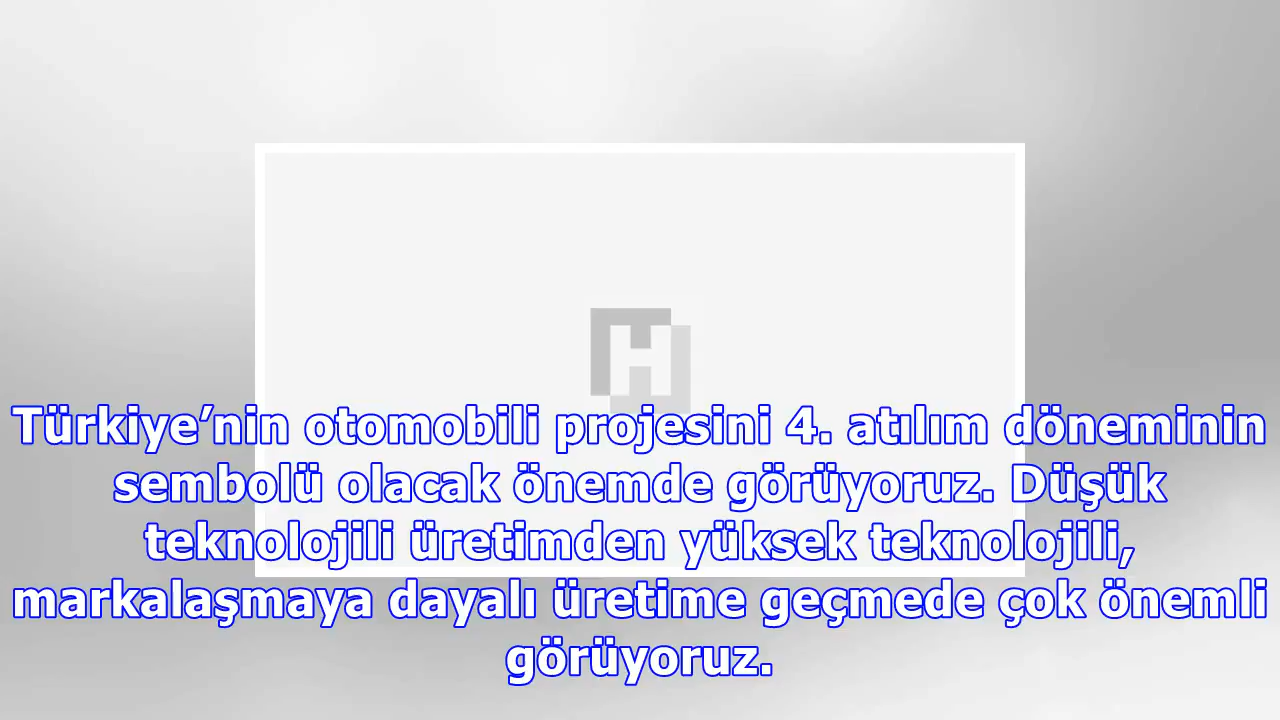 H
Türkiye’nin otomobili projesini 4. atılım döneminin
sembolü olacak önemde görüyoruz. Düşük
teknolojili üretimden yüksek teknolojili,
markalaşmaya dayalı üretime geçmede çok önemli
görüyoruz.